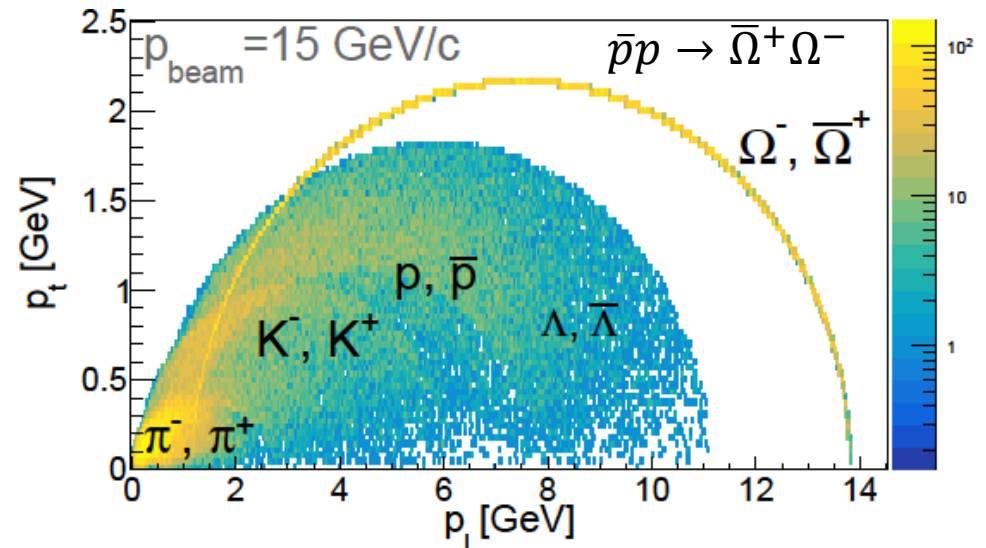 p_beam =15 GeV/c
p̄p → Ω̄⁺Ω⁻
Ω⁻, Ω̄⁺
p, p̄
Λ, Λ̄
K⁻, K⁺
π⁻, π⁺
p_t [GeV]
2.5
2
1.5
1
0.5
0
0 2 4 6 8 10 12 14
p_l [GeV]
10²
10
1